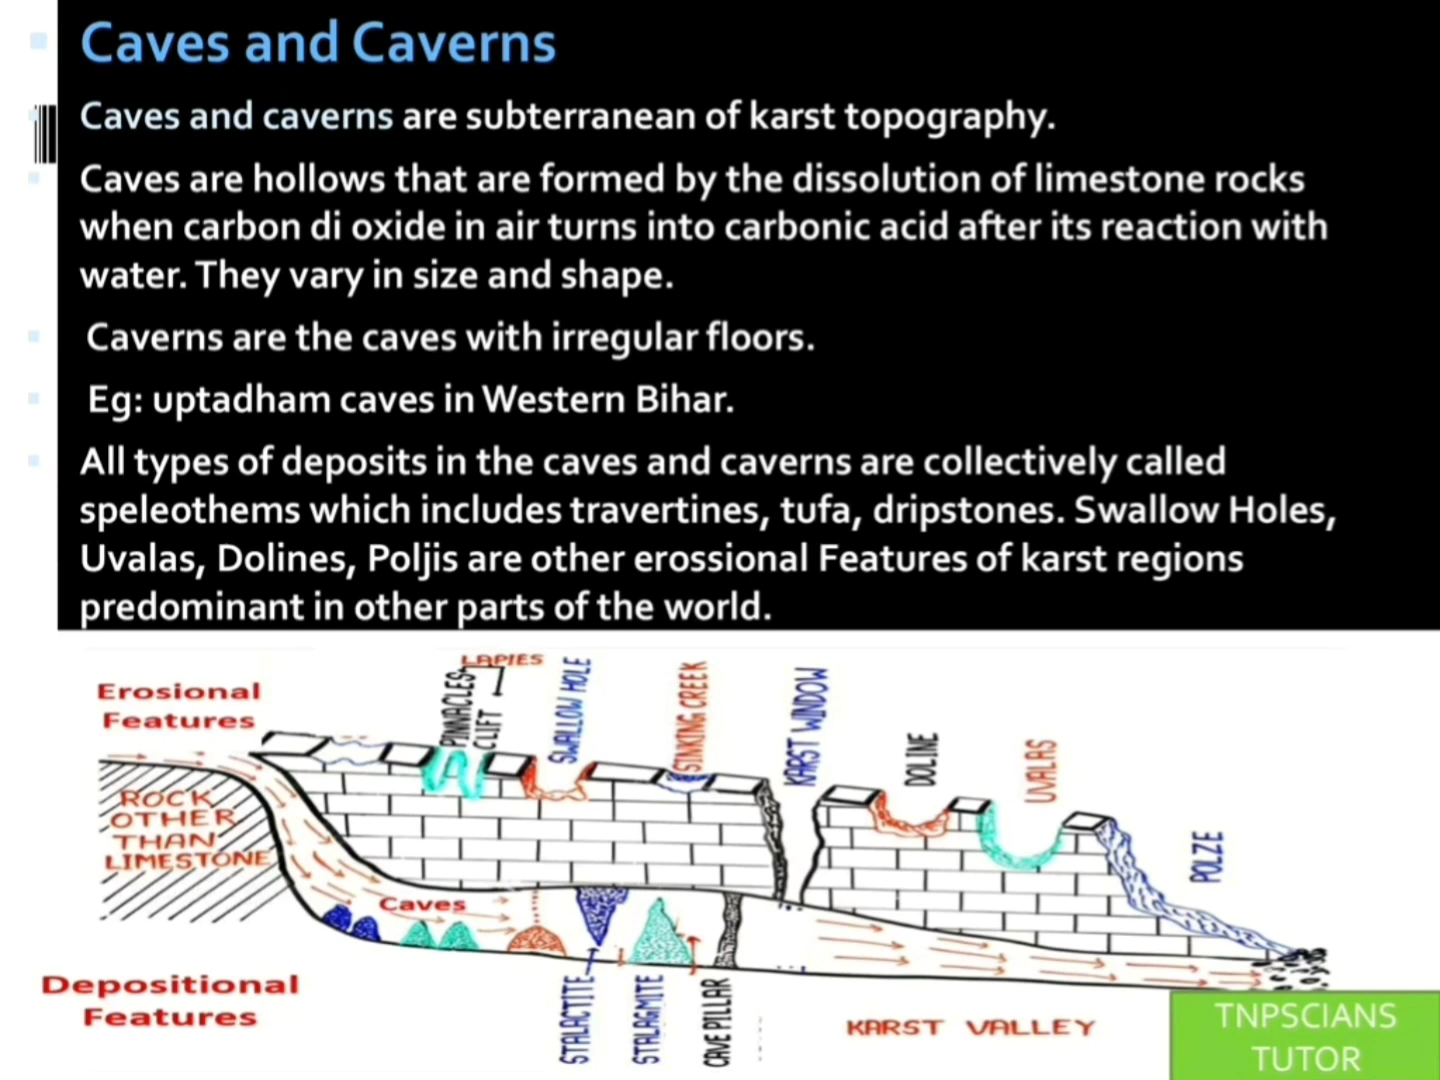 Caves and Caverns
Caves and caverns are subterranean of karst topography.
Caves are hollows that are formed by the dissolution of limestone rocks
when carbon di oxide in air turns into carbonic acid after its reaction with
water. They vary in size and shape.
Caverns are the caves with irregular floors.
Eg: uptadham caves in Western Bihar.
All types of deposits in the caves and caverns are collectively called
speleothems which includes travertines, tufa, dripstones. Swallow Holes,
Uvalas, Dolines, Poljis are other erossional Features of karst regions
predominant in other parts of the world.
Erosional
Features
LAPIES
PINNACLES
CLIFT
SWALLOW HOLE
SINKING CREEK
KARST WINDOW
DOLINE
UVALAS
POLZE
ROCK
OTHER
THAN
LIMESTONE
Caves
Depositional
Features
STALACTITE
STALAGMITE
CAVE PILLAR
KARST VALLEY
TNPSCIANS
TUTOR